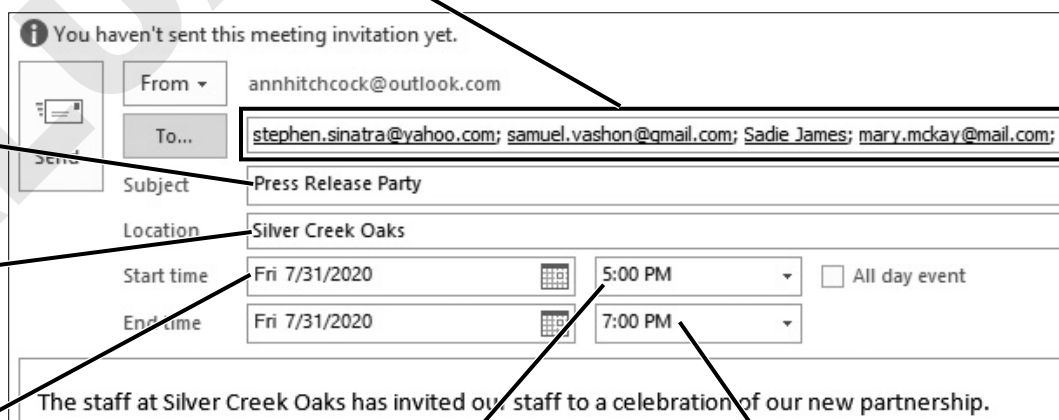 You haven't sent this meeting invitation yet.
From annhitchcock@outlook.com
To... stephen.sinatra@yahoo.com; samuel.vashon@gmail.com; Sadie James; mary.mckay@mail.com;
Send
Subject Press Release Party
Location Silver Creek Oaks
Start time Fri 7/31/2020 5:00 PM All day event
End time Fri 7/31/2020 7:00 PM
The staff at Silver Creek Oaks has invited our staff to a celebration of our new partnership.